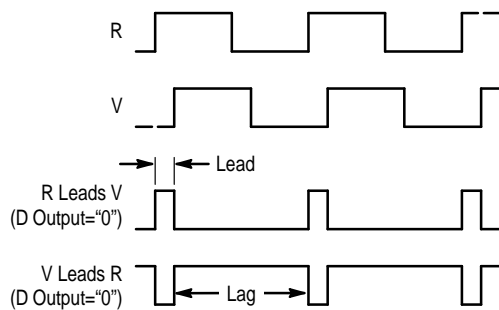 R
V
Lead
R Leads V
(D Output=“0”)
V Leads R
(D Output=“0”)
Lag